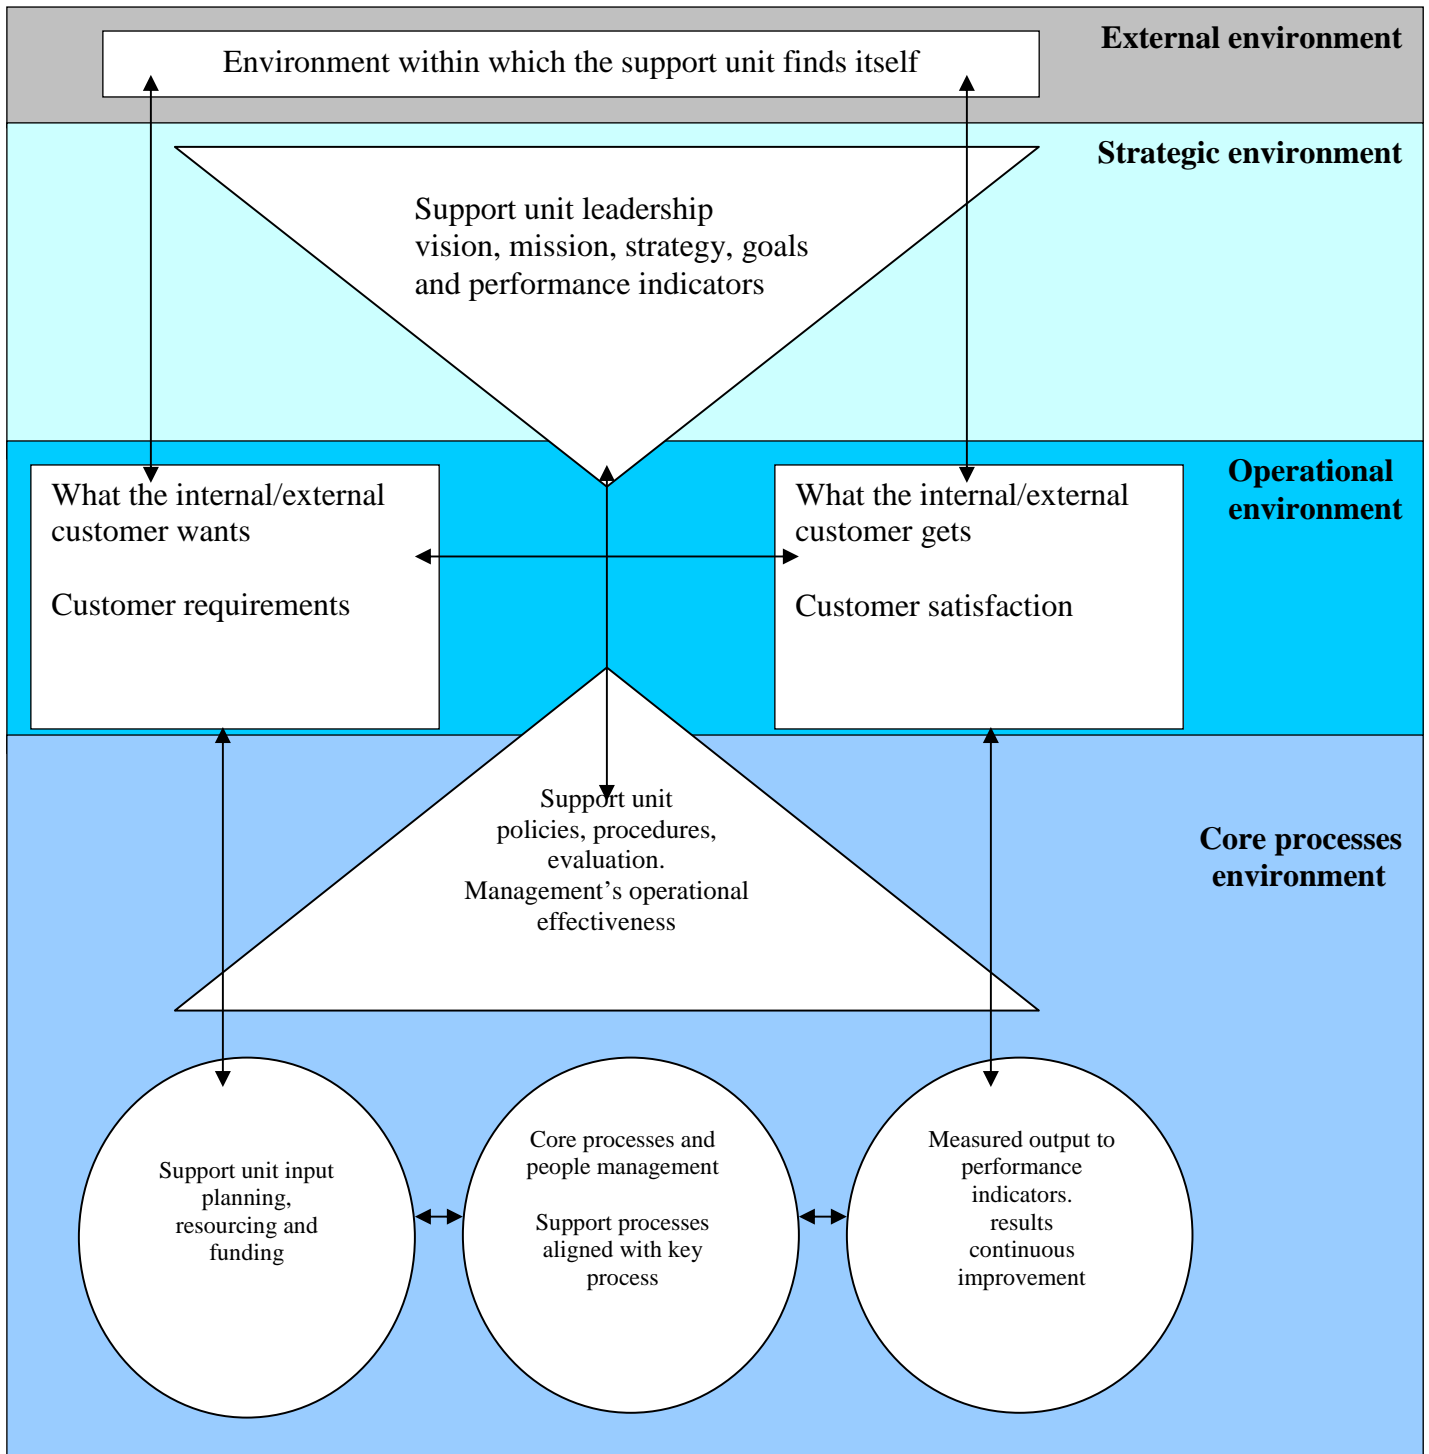 External environment
Environment within which the support unit finds itself
Strategic environment
Support unit leadership
vision, mission, strategy, goals
and performance indicators
Operational
environment
What the internal/external
customer wants
Customer requirements
What the internal/external
customer gets
Customer satisfaction
Core processes
environment
Support unit
policies, procedures,
evaluation.
Management’s operational
effectiveness
Support unit input
planning,
resourcing and
funding
Core processes and
people management
Support processes
aligned with key
process
Measured output to
performance
indicators.
results
continuous
improvement